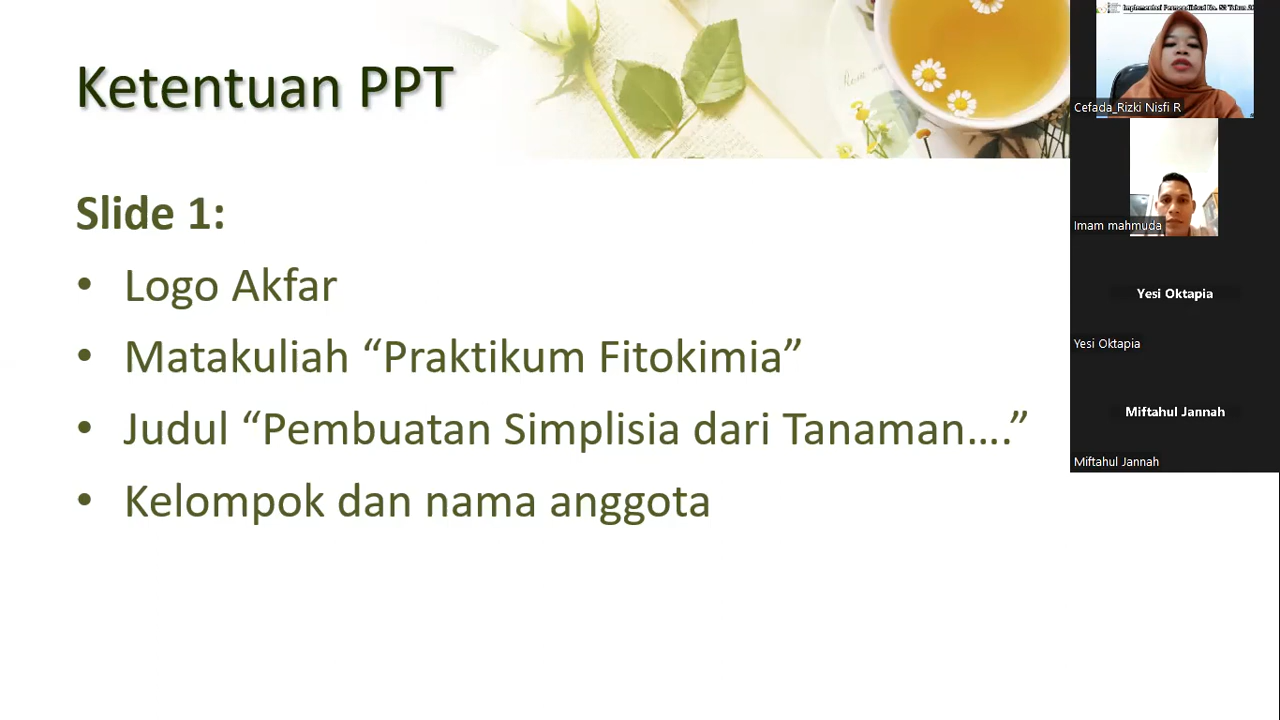 Ketentuan PPT
Slide 1:
• Logo Akfar
• Matakuliah “Praktikum Fitokimia”
• Judul “Pembuatan Simplisia dari Tanaman....”
• Kelompok dan nama anggota
Cefada_Rizki Nisfi R
Imam mahmuda
Yesi Oktapia
Yesi Oktapia
Miftahul Jannah
Miftahul Jannah